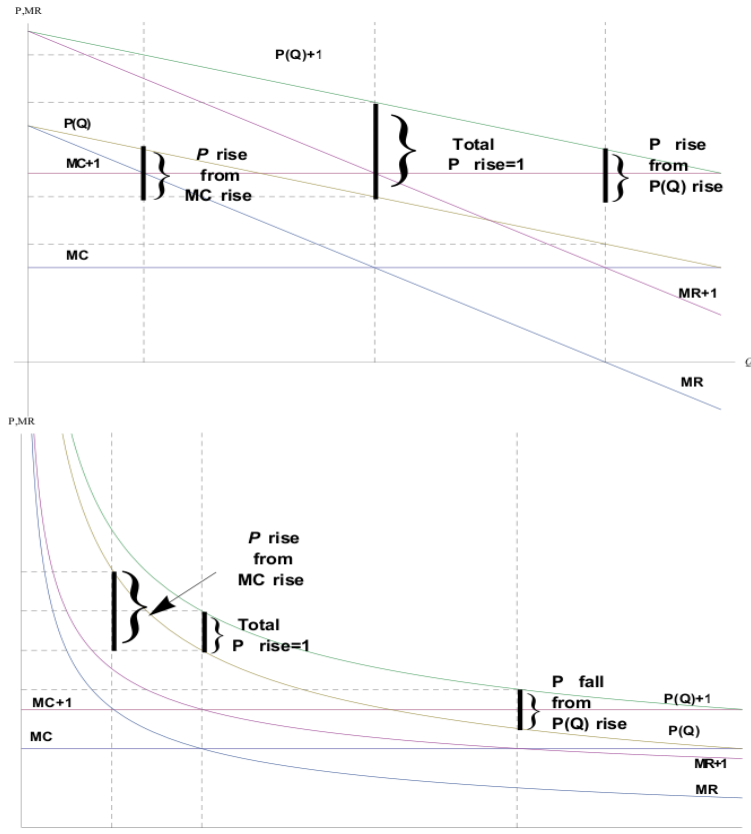 P,MR
P(Q)+1
P(Q)
MC+1
P rise
from
MC rise
Total
P rise=1
P rise
from
P(Q) rise
MC
MR+1
Q
MR
P,MR
P rise
from
MC rise
Total
P rise=1
P fall
from
P(Q) rise
MC+1
P(Q)+1
MC
P(Q)
MR+1
MR